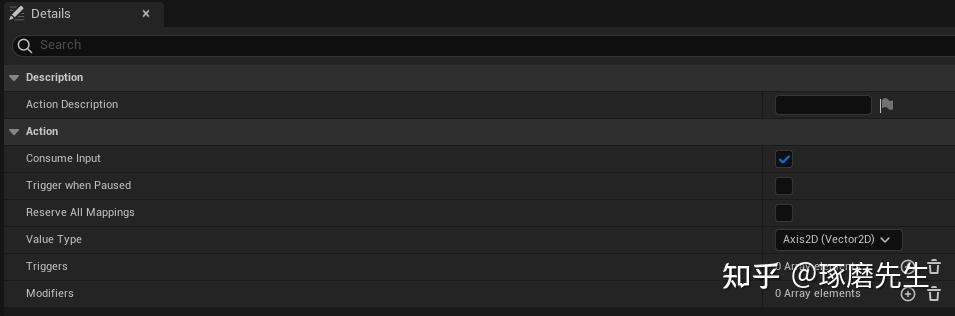 Details
Search
Description
Action Description
Action
Consume Input
Trigger when Paused
Reserve All Mappings
Value Type Axis2D (Vector2D)
Triggers 0 Array elements
Modifiers 0 Array elements
知乎 @琢磨先生